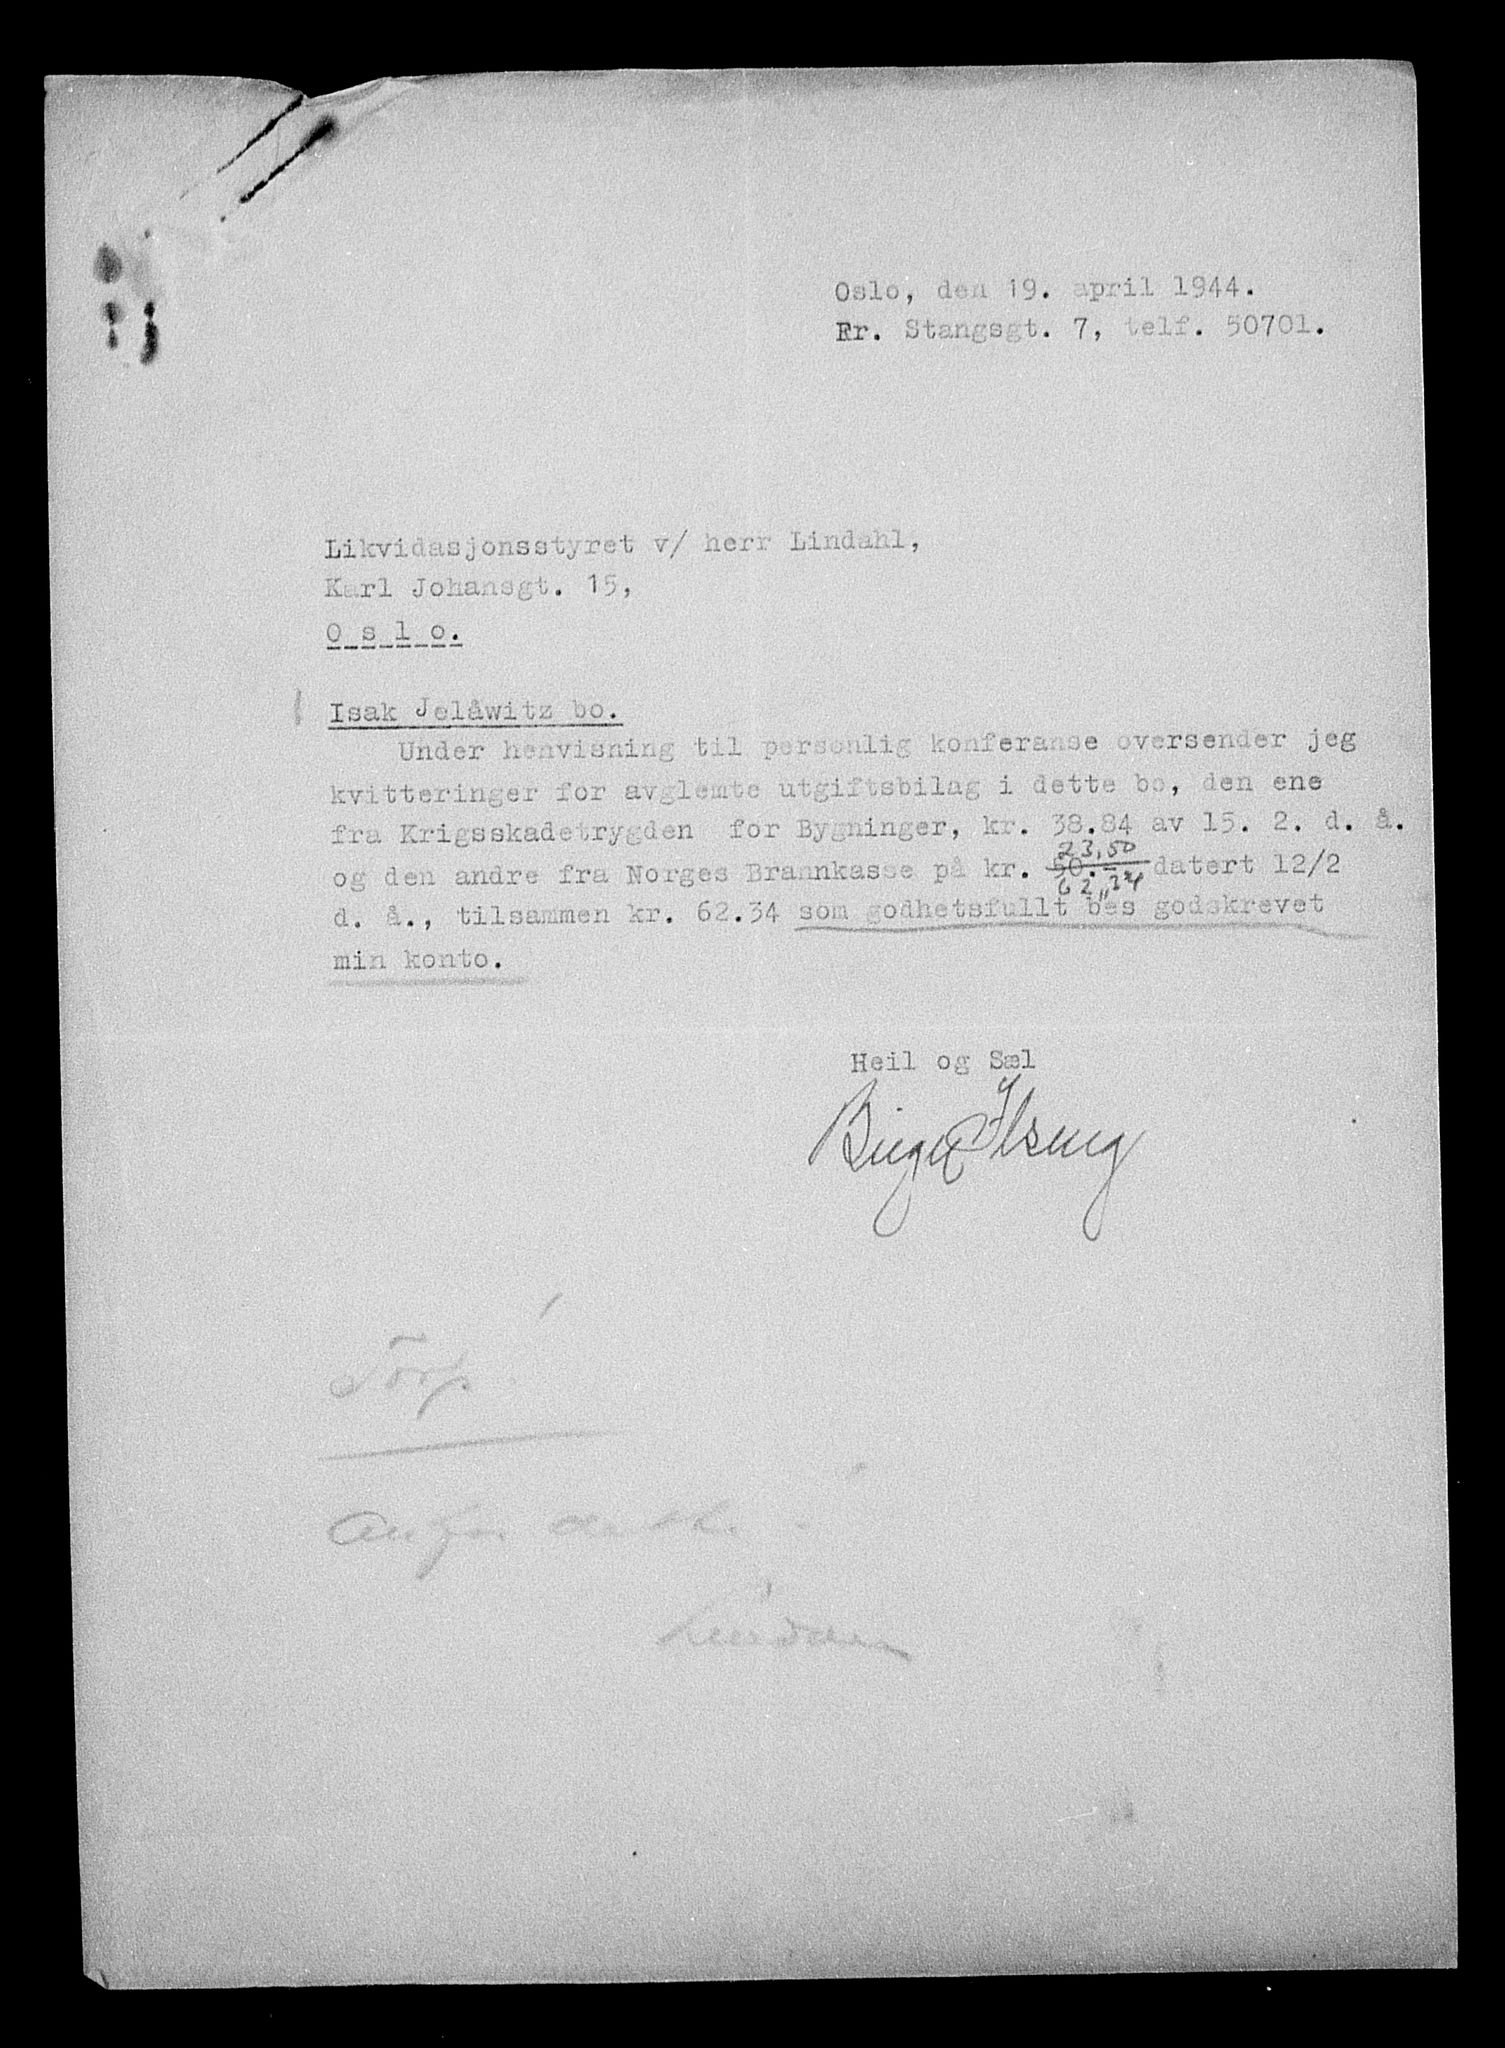 Oslo, den 19. april 1944.
Fr. Stangsgt. 7, telf. 50701.
Likvidasjonsstyret v/ herr Lindahl,
Karl Johansgt. 15,
O s l o.
Isak Jelåwitz bo.
Under henvisning til personlig konferanse oversender jeg
kvitteringer for avglemte utgiftsbilag i dette bo, den ene
fra Krigsskadetrygden for Bygninger, kr. 38.84 av 15. 2. d. å.
23,50
og den andre fra Norges Brannkasse på kr. 50.- datert 12/2
62,34
d. å., tilsammen kr. 62.34 som godhetsfullt bes godskrevet
min konto.
Heil og Sæl
Birger
Torp.
dette